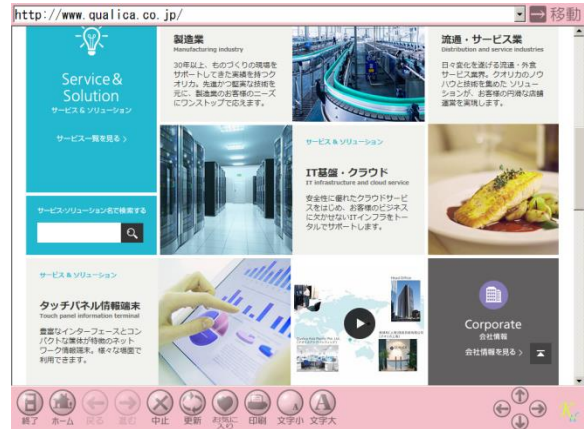 http://www.qualica.co.jp/
移動
Service &
Solution
サービス & ソリューション
サービス一覧を見る
製造業
Manufacturing industry
30年以上、ものづくりの現場を
サポートしてきた実績を持つク
オリカ。先進かつ堅実な技術を
元に、製造業のお客様のニーズ
にワンストップで応えます。
流通・サービス業
Distribution and service industries
日々変化を遂げる流通・外食
サービス業界。クオリカのノウ
ハウと技術を集めた ソリュー
ションが、お客様の円滑な店舗
運営を実現します。
サービス & ソリューション
IT基盤・クラウド
IT infrastructure and cloud service
安全性に優れたクラウドサービ
スをはじめ、お客様のビジネス
に欠かせないITインフラをトー
タルでサポートします。
サービス/ソリューション名で検索する
サービス & ソリューション
タッチパネル情報端末
Touch panel information terminal
豊富なインターフェースとコン
パクトな筐体が特徴のネット
ワーク情報端末。様々な場面で
利用できます。
Head Office
Corporate
会社情報
会社情報を見る
終了
ホーム
戻る
進む
中止
更新
お気に
入り
印刷
文字小
文字大